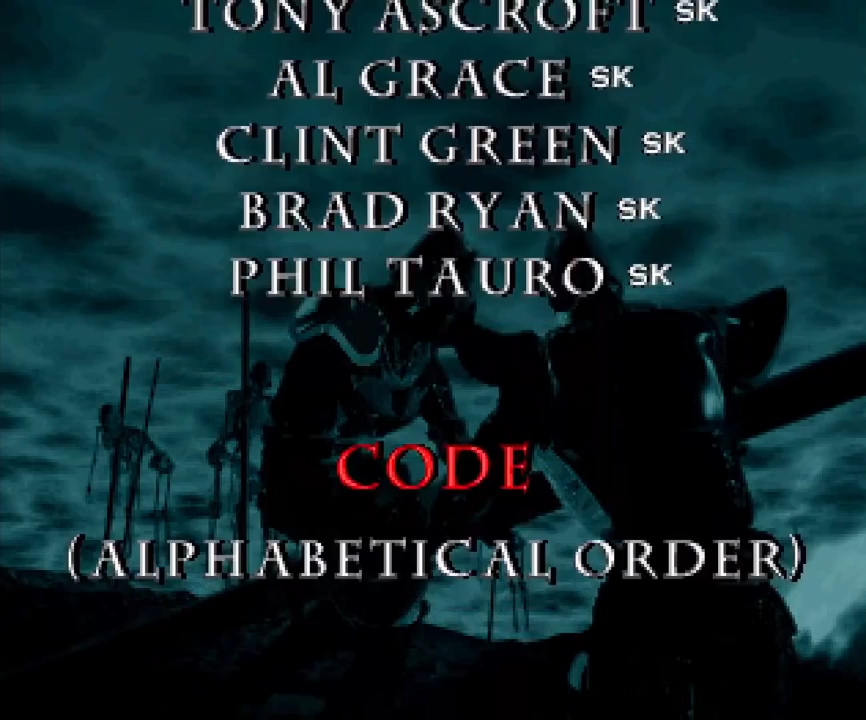 TONY ASCROFT SK
AL GRACE SK
CLINT GREEN SK
BRAD RYAN SK
PHIL TAURO SK
CODE
(ALPHABETICAL ORDER)